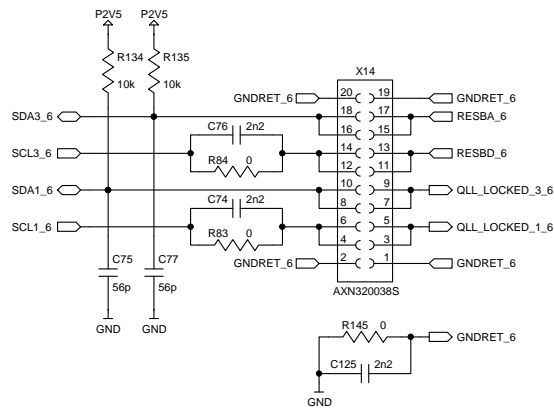 P2V5 P2V5
R134 R135
10k 10k
X14
GNDRET_6 20 19 GNDRET_6
SDA3_6 18 17 RESBA_6
16 15
C76 2n2
SCL3_6 14 13 RESBD_6
R84 0 12 11
SDA1_6 10 9 QLL_LOCKED_3_6
C74 2n2 8 7
SCL1_6 6 5 QLL_LOCKED_1_6
R83 0 4 3
C75 C77 GNDRET_6 2 1 GNDRET_6
56p 56p AXN320038S
GND GND
R145 0 GNDRET_6
C125 2n2
GND